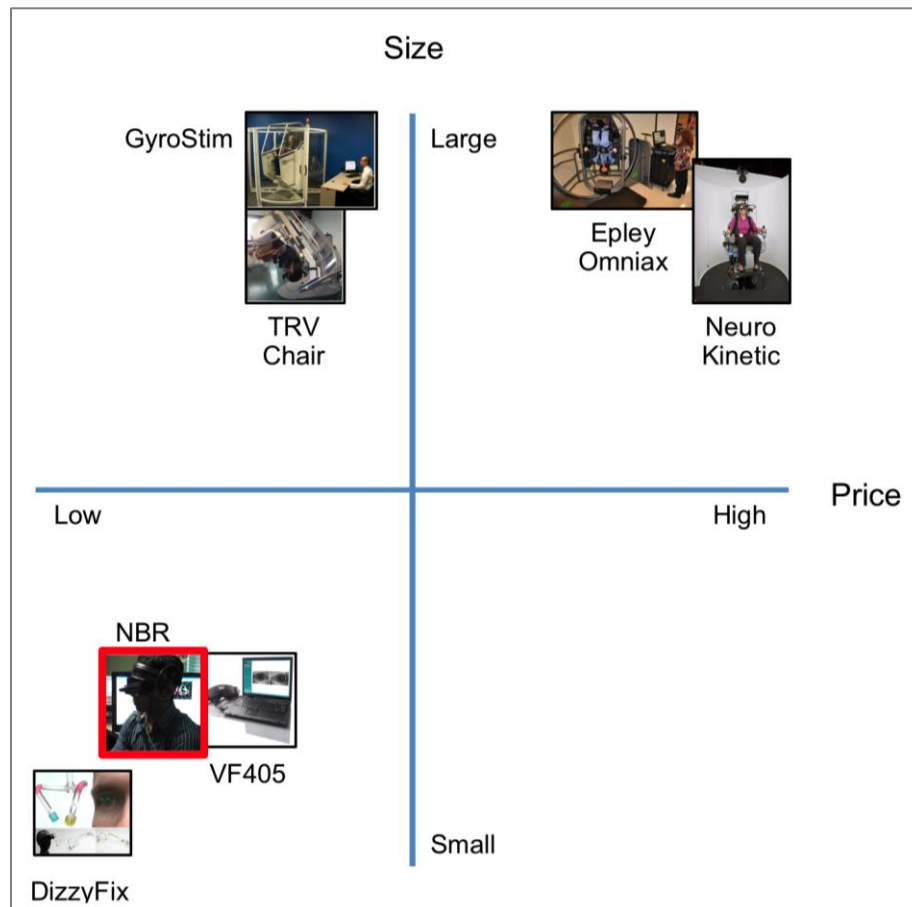 Size
GyroStim
Large
Epley
Omniax
TRV
Chair
Neuro
Kinetic
Price
Low
High
NBR
VF405
Small
DizzyFix